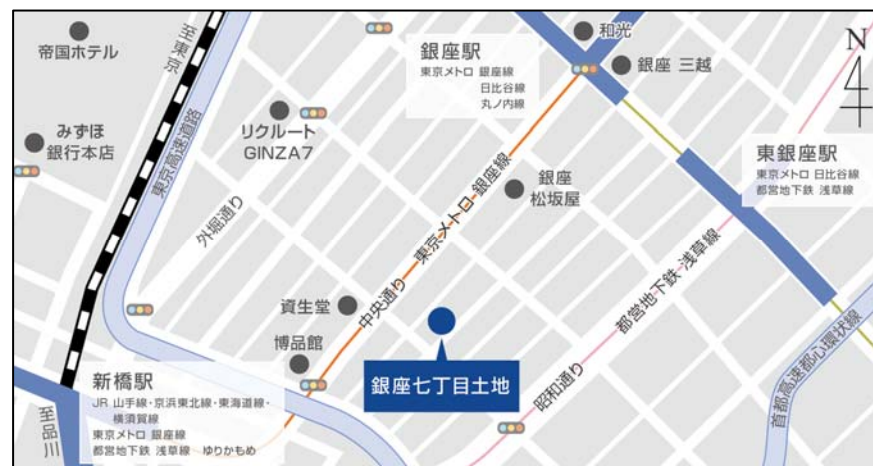 帝国ホテル
至東京
みずほ
銀行本店
東京高速道路
リクルート
GINZA7
外堀通り
銀座駅
東京メトロ 銀座線
日比谷線
丸ノ内線
和光
銀座 三越
N
東銀座駅
東京メトロ 日比谷線
都営地下鉄 浅草線
銀座
松坂屋
東京メトロ 銀座線
中央通り
資生堂
博品館
銀座七丁目土地
都営地下鉄 浅草線
昭和通り
首都高速都心環状線
新橋駅
JR 山手線・京浜東北線・東海道線・
横須賀線
東京メトロ 銀座線
都営地下鉄 浅草線 ゆりかもめ
至品川